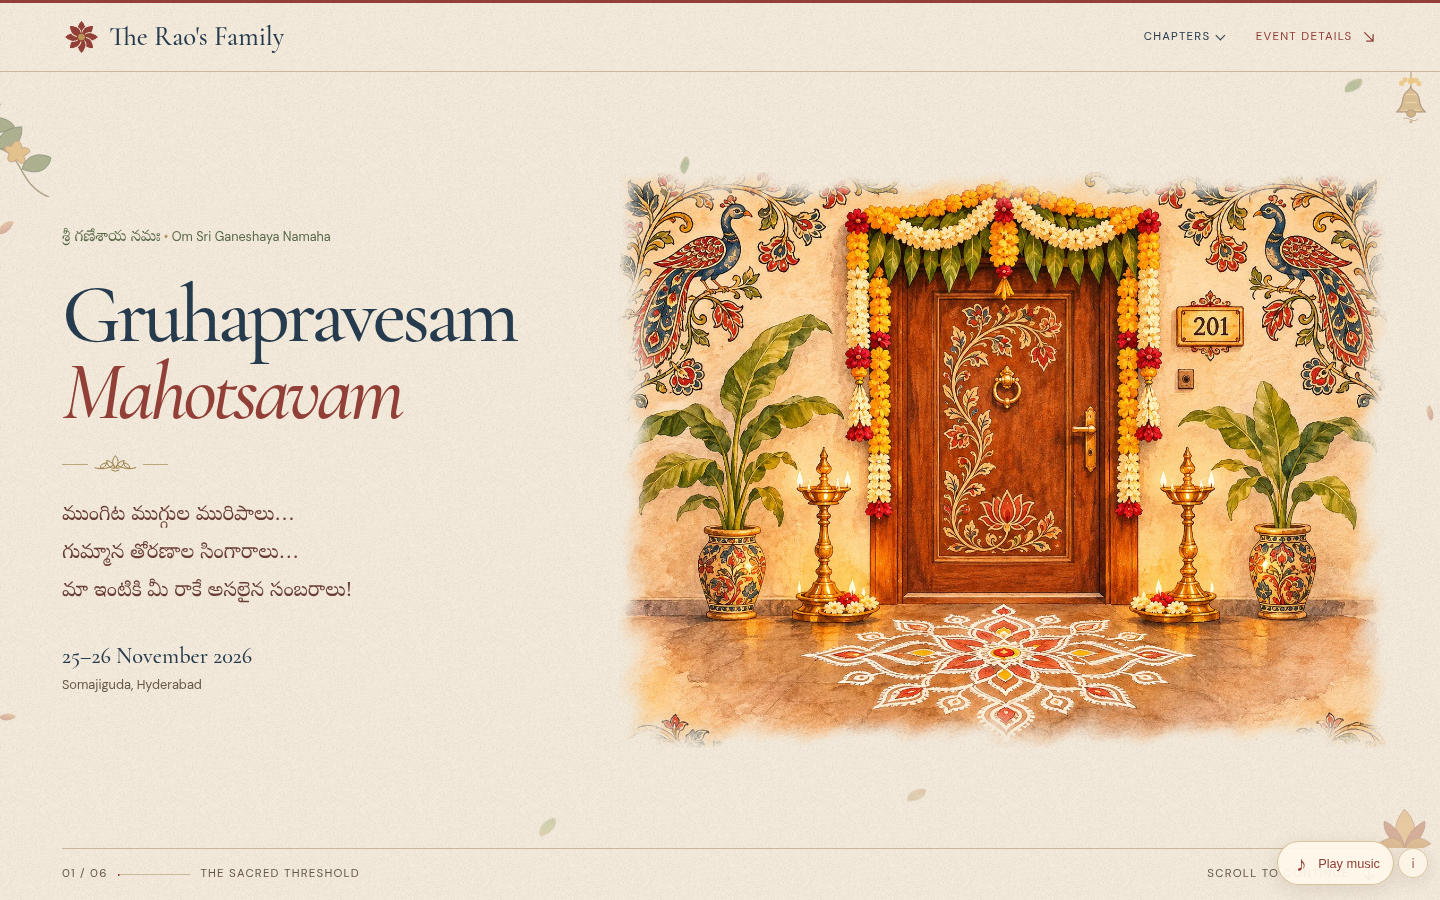 The Rao's Family
CHAPTERS
EVENT DETAILS
శ్రీ గణేశాయ నమః • Om Sri Ganeshaya Namaha
Gruhapravesam
Mahotsavam
ముంగిట ముగ్గుల మురిపాలు...
గుమ్మాన తోరణాల సింగారాలు...
మా ఇంటికి మీ రాకే అసలైన సంబరాలు!
25–26 November 2026
Somajiguda, Hyderabad
201
01 / 06
THE SACRED THRESHOLD
SCROLL TO
♪ Play music
i